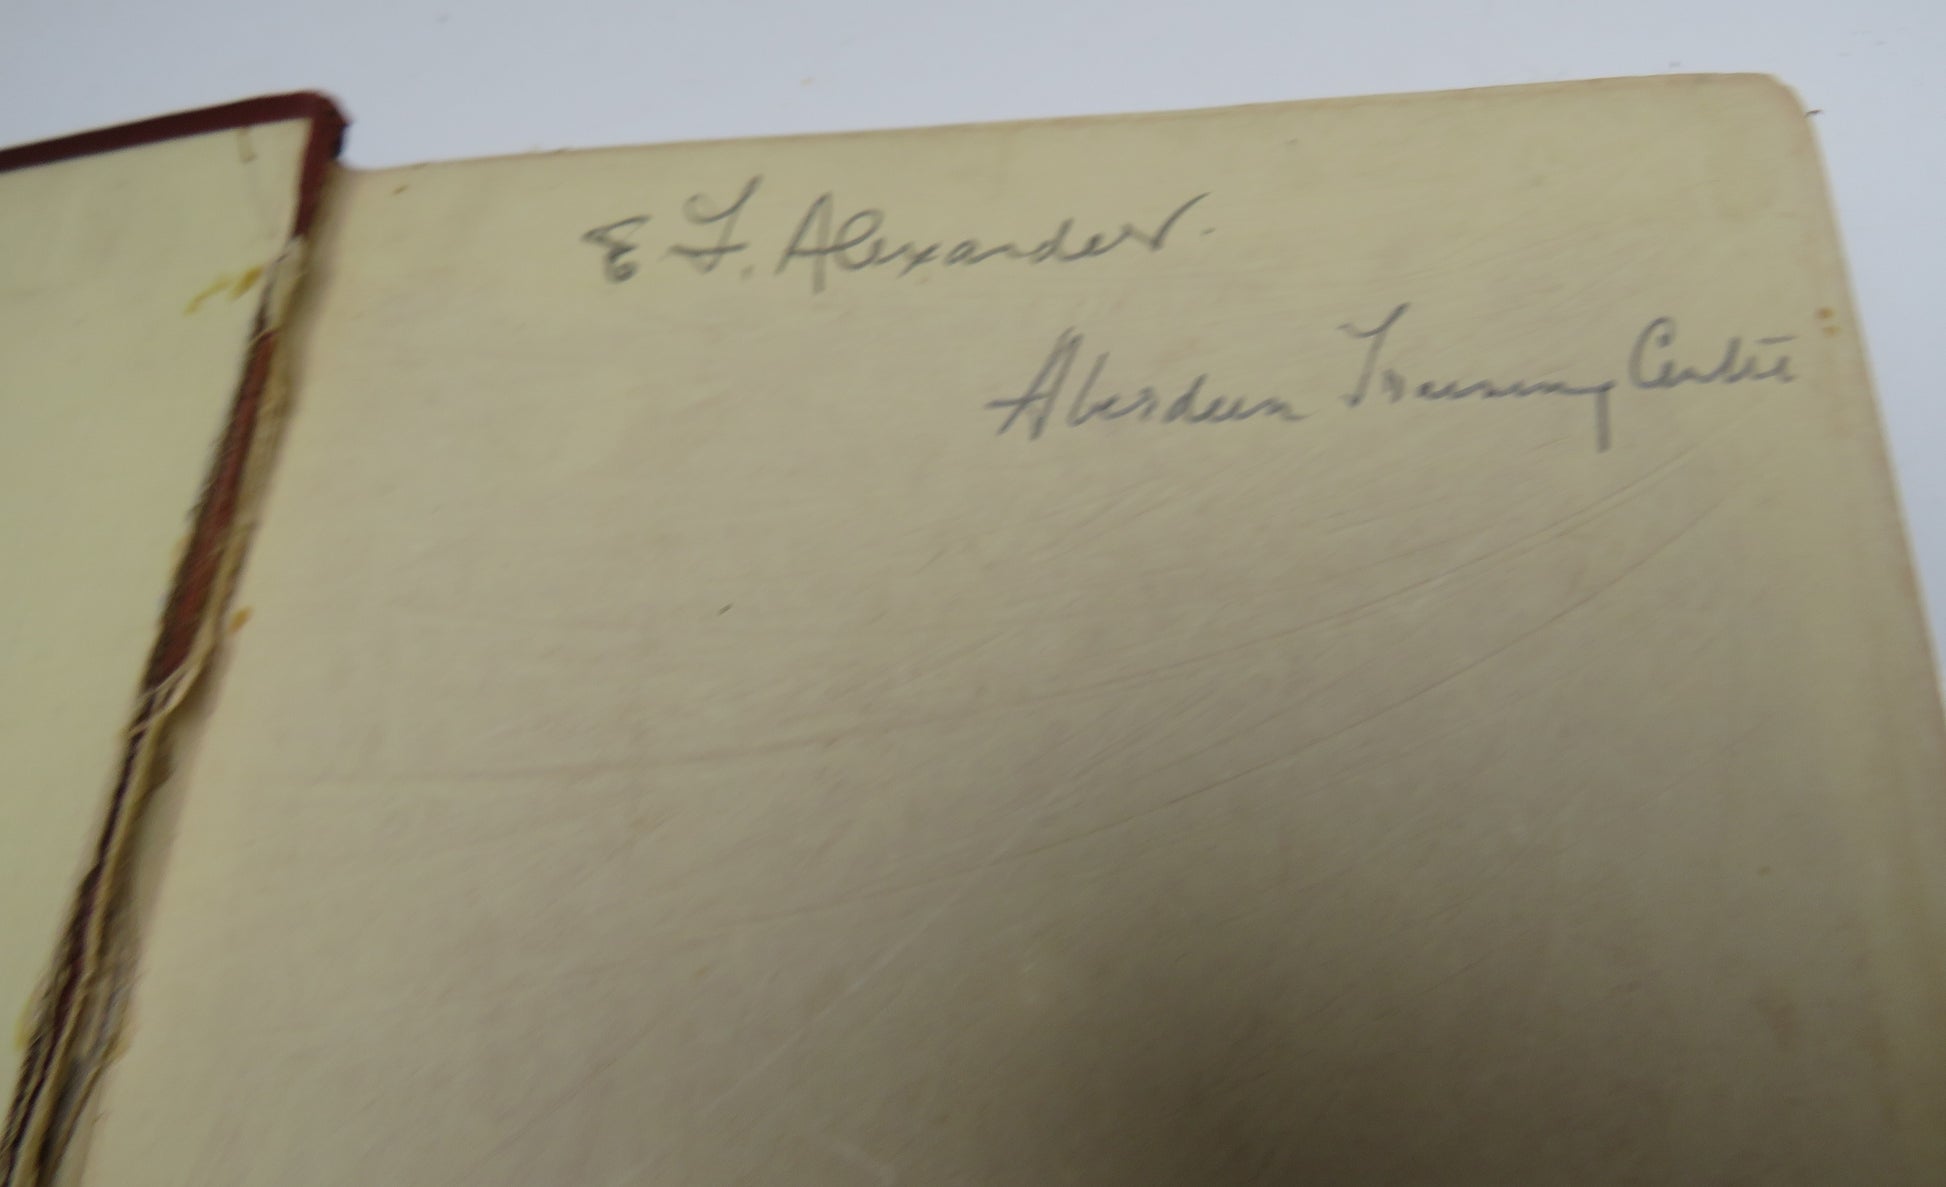 E F. Alexander.
Aberdeen Training Centre